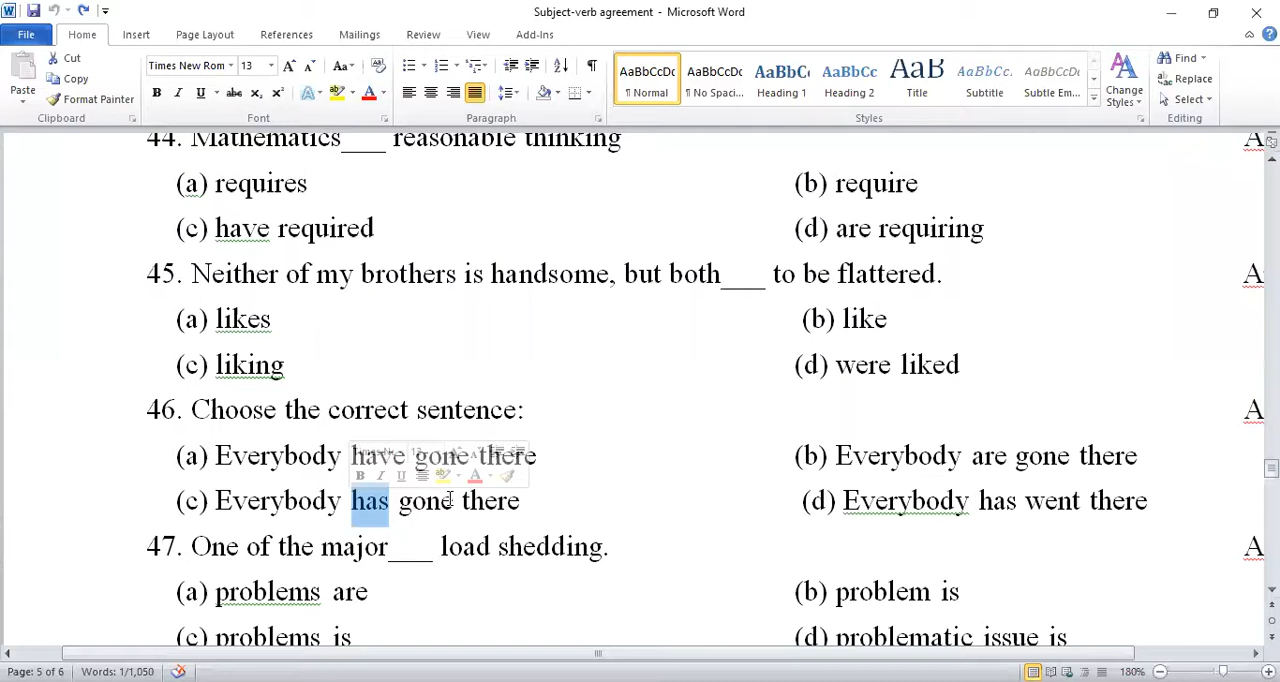 Subject-verb agreement - Microsoft Word
File Home Insert Page Layout References Mailings Review View Add-Ins
Paste
Cut
Copy
Format Painter
Clipboard
Times New Rom 13
Font
Paragraph
AaBbCcDc AaBbCcDc AaBbC AaBbCc AaB AaBbCc. AaBbCcDc
¶ Normal ¶ No Spaci... Heading 1 Heading 2 Title Subtitle Subtle Em...
Styles
Change Styles
Find
Replace
Select
Editing
44. Mathematics___ reasonable thinking A
(a) requires (b) require
(c) have required (d) are requiring
45. Neither of my brothers is handsome, but both___ to be flattered. A
(a) likes (b) like
(c) liking (d) were liked
46. Choose the correct sentence: A
(a) Everybody have gone there (b) Everybody are gone there
(c) Everybody has gone there (d) Everybody has went there
47. One of the major___ load shedding. A
(a) problems are (b) problem is
(c) problems is (d) problematic issue is
Page: 5 of 6 Words: 1/1,050 180%